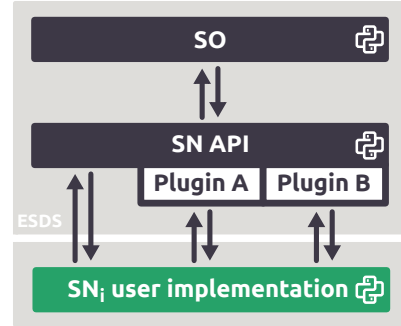 SO
SN API
Plugin A Plugin B
ESDS
SNᵢ user implementation